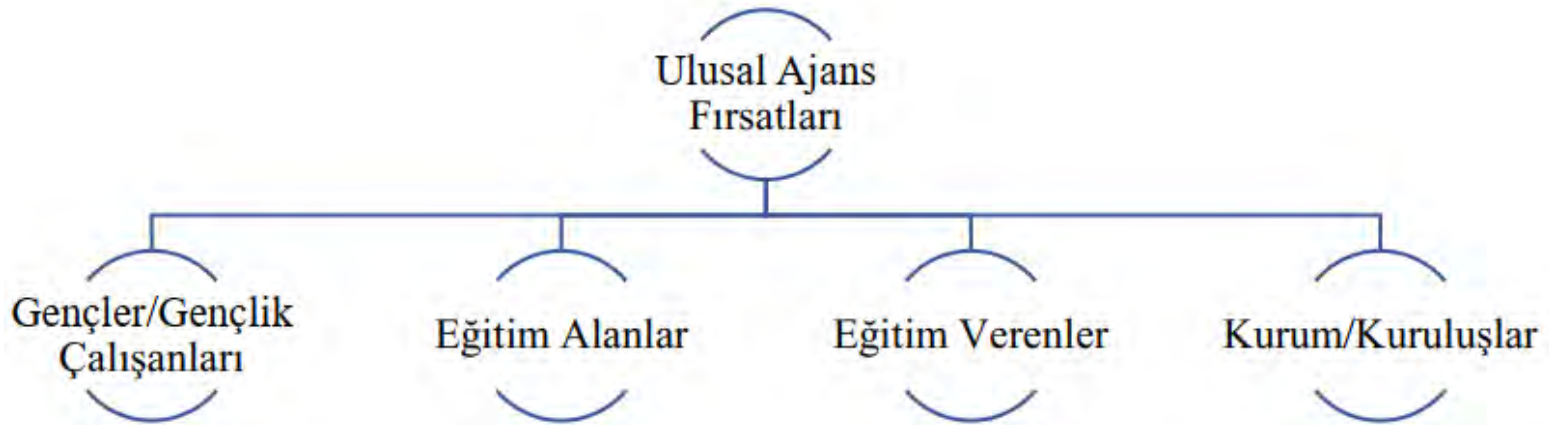 Ulusal Ajans
Fırsatları
Gençler/Gençlik
Çalışanları
Eğitim Alanlar
Eğitim Verenler
Kurum/Kuruluşlar